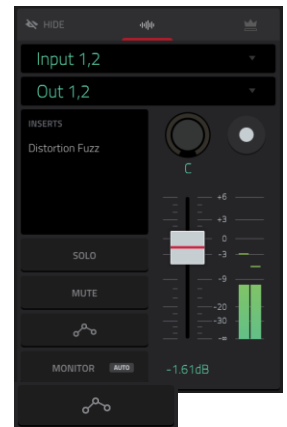 HIDE
Input 1,2
Out 1,2
INSERTS
Distortion Fuzz
C
+6
+3
0
-3
-9
-20
-30
-∞
SOLO
MUTE
MONITOR AUTO
-1.61dB